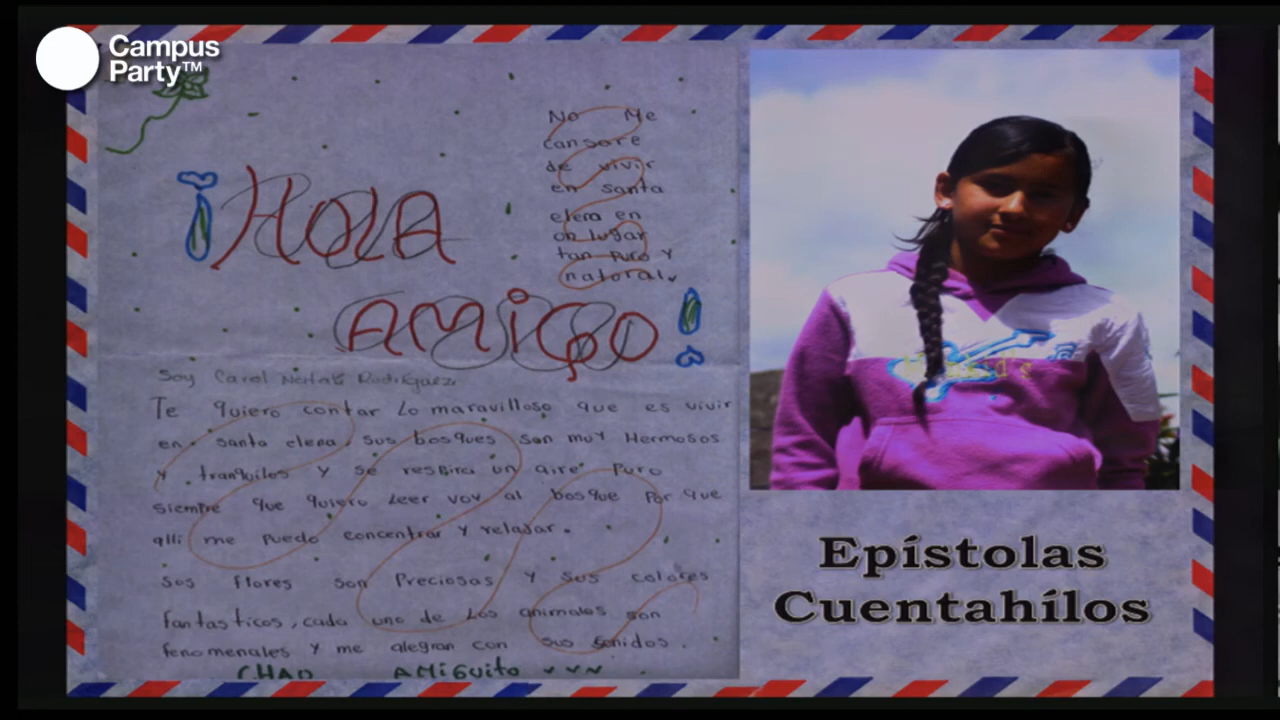 Campus
Party™
No Me
cansare
de vivir
en santa
elena en
on lugar
tan puro y
natoral.
¡Hola
amigo!
Soy Carol Natali Rodríguez
Te quiero contar Lo maravilloso que es vivir
en santa elena, sus bosques son muy Hermosos
y tranquilos y se respira un aire puro
siempre que quiero Leer voy al bosque por que
alli me puedo concentrar y relajar.
sus flores son Preciosas y sus colores
fantasticos, cada uno de Los animales son
fenomenales y me alegran con sus sonidos.
CHAO AMiGuito
Epístolas
Cuentahílos